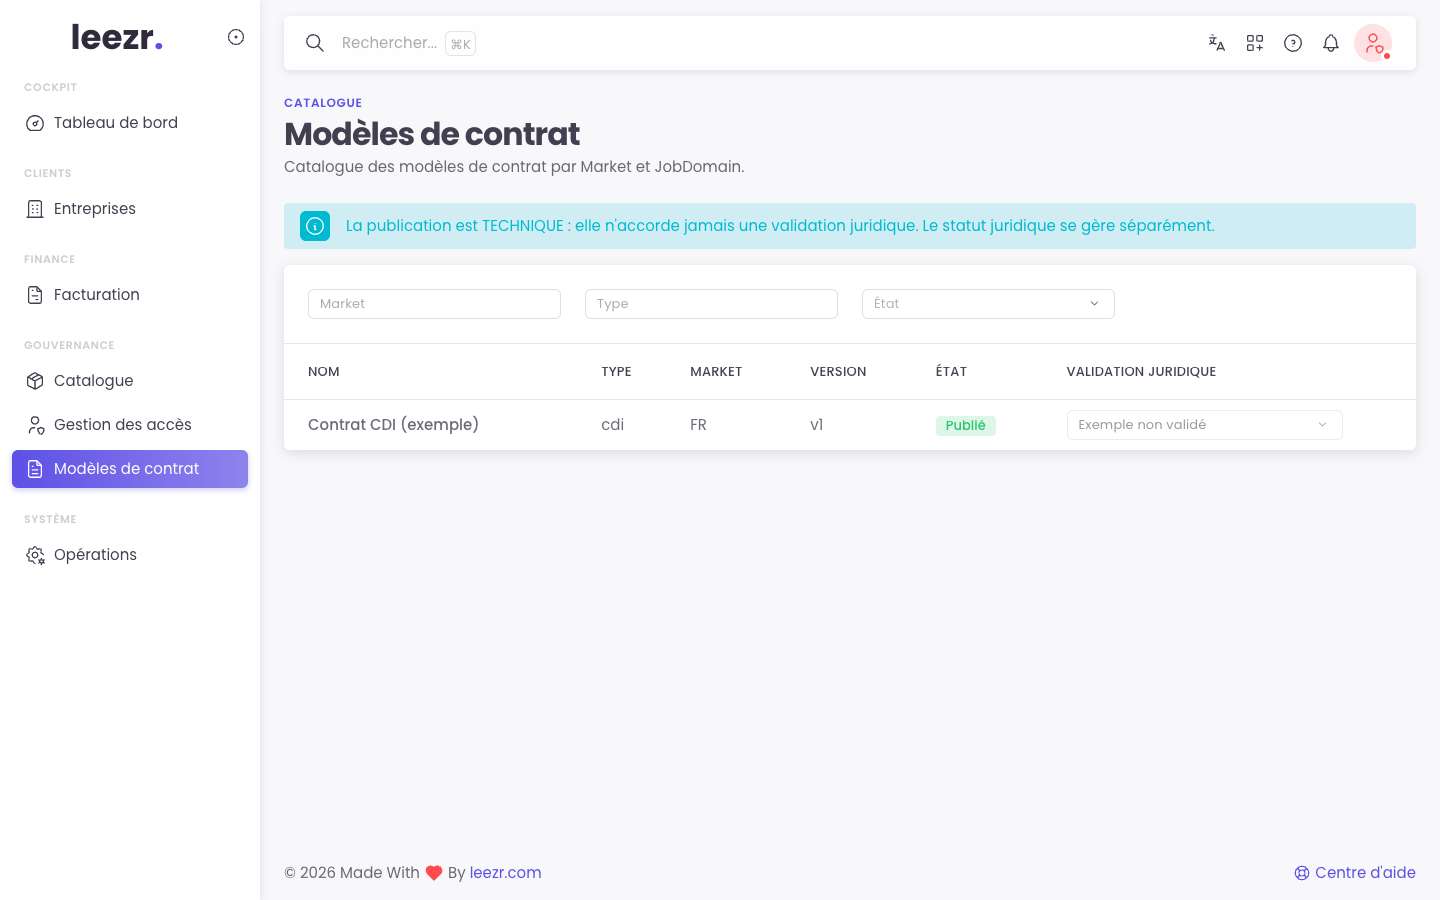 leezr.
COCKPIT
Tableau de bord
CLIENTS
Entreprises
FINANCE
Facturation
GOUVERNANCE
Catalogue
Gestion des accès
Modèles de contrat
SYSTÈME
Opérations
Rechercher... ⌘K
CATALOGUE
Modèles de contrat
Catalogue des modèles de contrat par Market et JobDomain.
La publication est TECHNIQUE : elle n'accorde jamais une validation juridique. Le statut juridique se gère séparément.
Market Type État
NOM TYPE MARKET VERSION ÉTAT VALIDATION JURIDIQUE
Contrat CDI (exemple) cdi FR v1 Publié Exemple non validé
© 2026 Made With ❤ By leezr.com
Centre d'aide